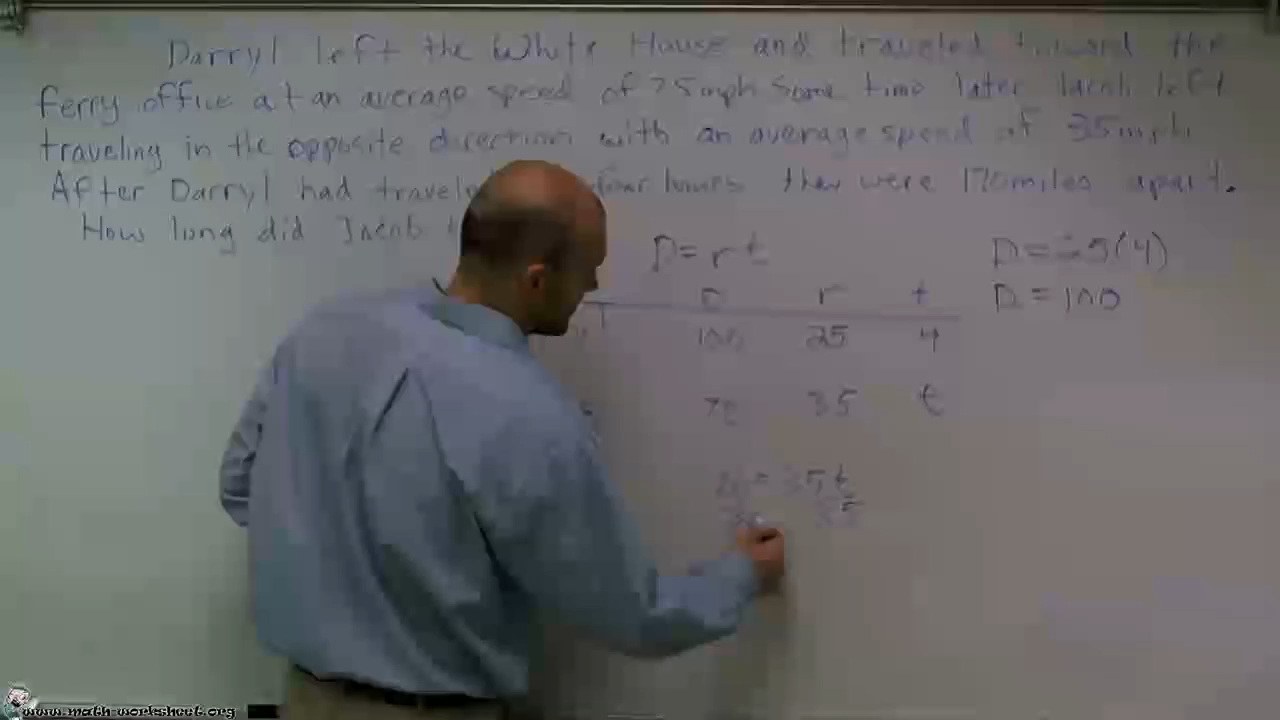 Darryl left the White House and traveled toward the
ferry office at an average speed of 25mph Some time later Jacob left
traveling in the opposite direction with an average speed of 35mph.
After Darryl had traveled four hours they were 170miles apart.
How long did Jacob
D = rt
D = 25(4)
D r t
D = 100
100 25 4
70 35 t
70 = 35t
35 35
www.math-worksheet.org